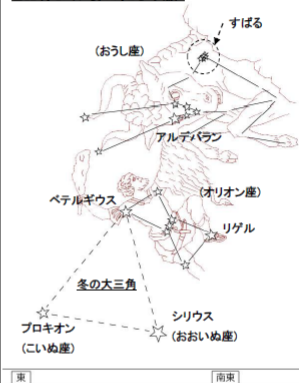 すばる
(おうし座)
アルデバラン
ベテルギウス
(オリオン座)
リゲル
冬の大三角
プロキオン
(こいぬ座)
シリウス
(おおいぬ座)
東
南東